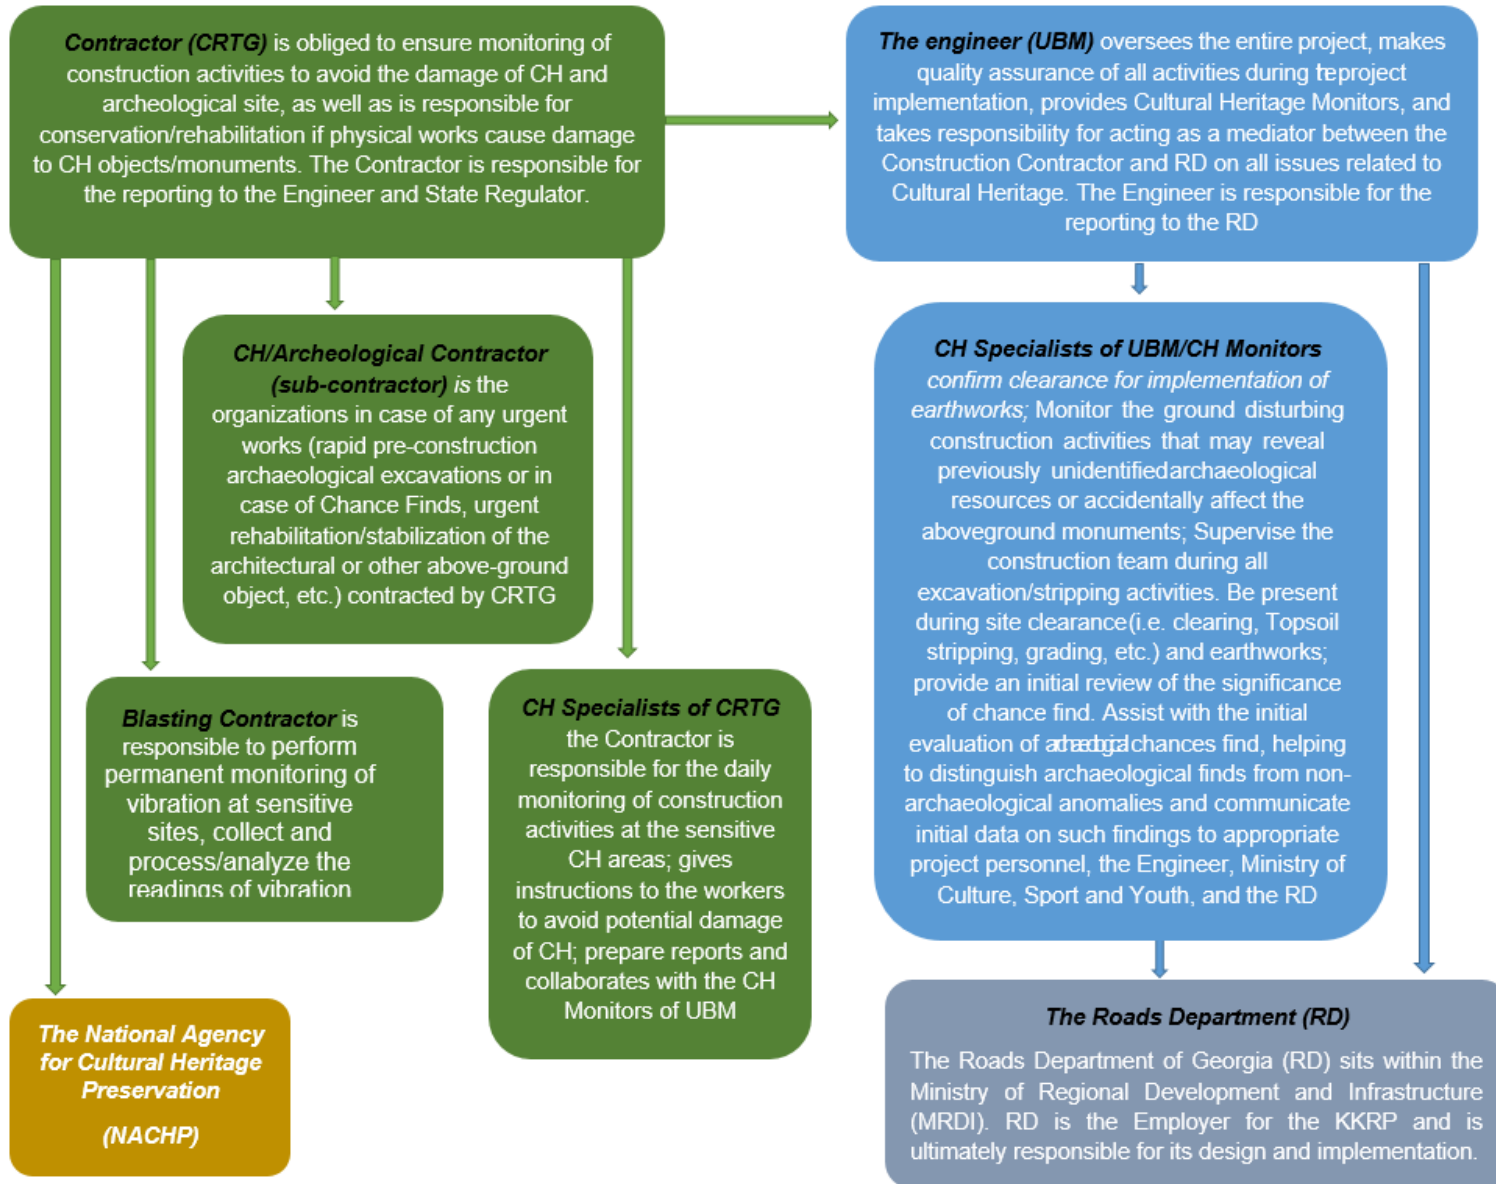 Contractor (CRTG) is obliged to ensure monitoring of
construction activities to avoid the damage of CH and
archeological site, as well as is responsible for
conservation/rehabilitation if physical works cause damage
to CH objects/monuments. The Contractor is responsible for
the reporting to the Engineer and State Regulator.
The engineer (UBM) oversees the entire project, makes
quality assurance of all activities during the project
implementation, provides Cultural Heritage Monitors, and
takes responsibility for acting as a mediator between the
Construction Contractor and RD on all issues related to
Cultural Heritage. The Engineer is responsible for the
reporting to the RD
CH/Archeological Contractor
(sub-contractor) is the
organizations in case of any urgent
works (rapid pre-construction
archaeological excavations or in
case of Chance Finds, urgent
rehabilitation/stabilization of the
architectural or other above-ground
object, etc.) contracted by CRTG
CH Specialists of UBM/CH Monitors
confirm clearance for implementation of
earthworks; Monitor the ground disturbing
construction activities that may reveal
previously unidentified archaeological
resources or accidentally affect the
aboveground monuments; Supervise the
construction team during all
excavation/stripping activities. Be present
during site clearance (i.e. clearing, Topsoil
stripping, grading, etc.) and earthworks;
provide an initial review of the significance
of chance find. Assist with the initial
evaluation of chances find, helping
to distinguish archaeological finds from non-
archaeological anomalies and communicate
initial data on such findings to appropriate
project personnel, the Engineer, Ministry of
Culture, Sport and Youth, and the RD
Blasting Contractor is
responsible to perform
permanent monitoring of
vibration at sensitive
sites, collect and
process/analyze the
readings of vibration
CH Specialists of CRTG
the Contractor is
responsible for the daily
monitoring of construction
activities at the sensitive
CH areas; gives
instructions to the workers
to avoid potential damage
of CH; prepare reports and
collaborates with the CH
Monitors of UBM
The National Agency
for Cultural Heritage
Preservation
(NACHP)
The Roads Department (RD)
The Roads Department of Georgia (RD) sits within the
Ministry of Regional Development and Infrastructure
(MRDI). RD is the Employer for the KKRP and is
ultimately responsible for its design and implementation.